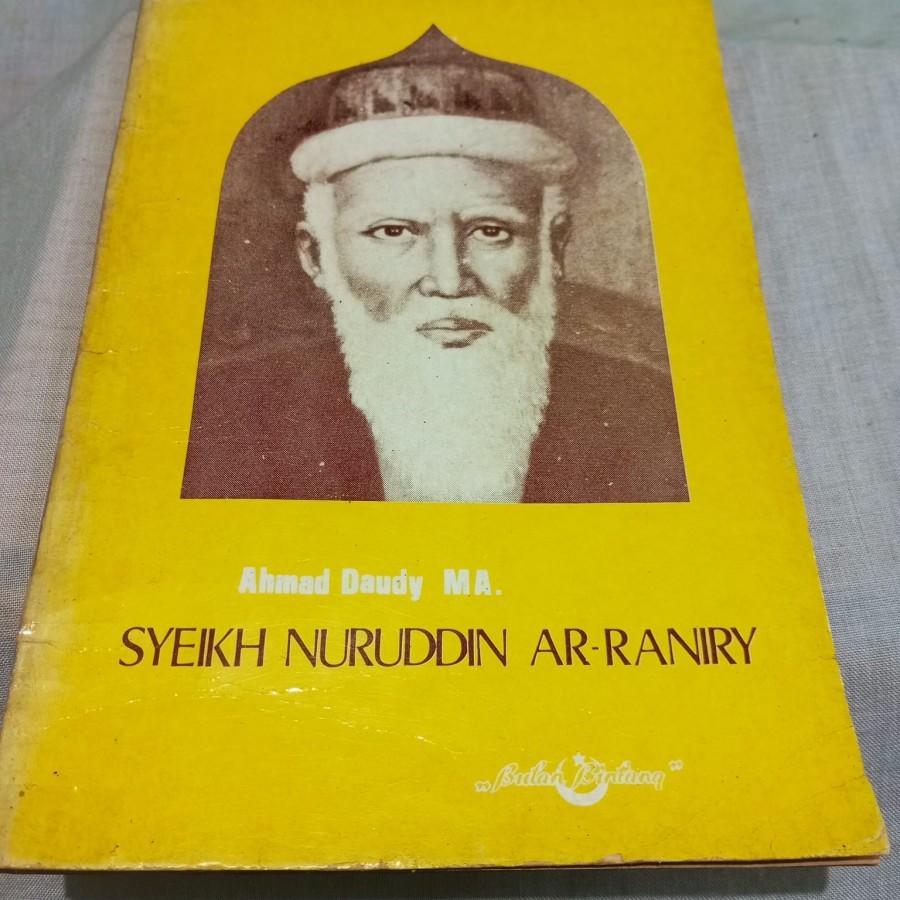 Ahmad Daudy MA.
SYEIKH NURUDDIN AR-RANIRY
„Bulan Bintang”